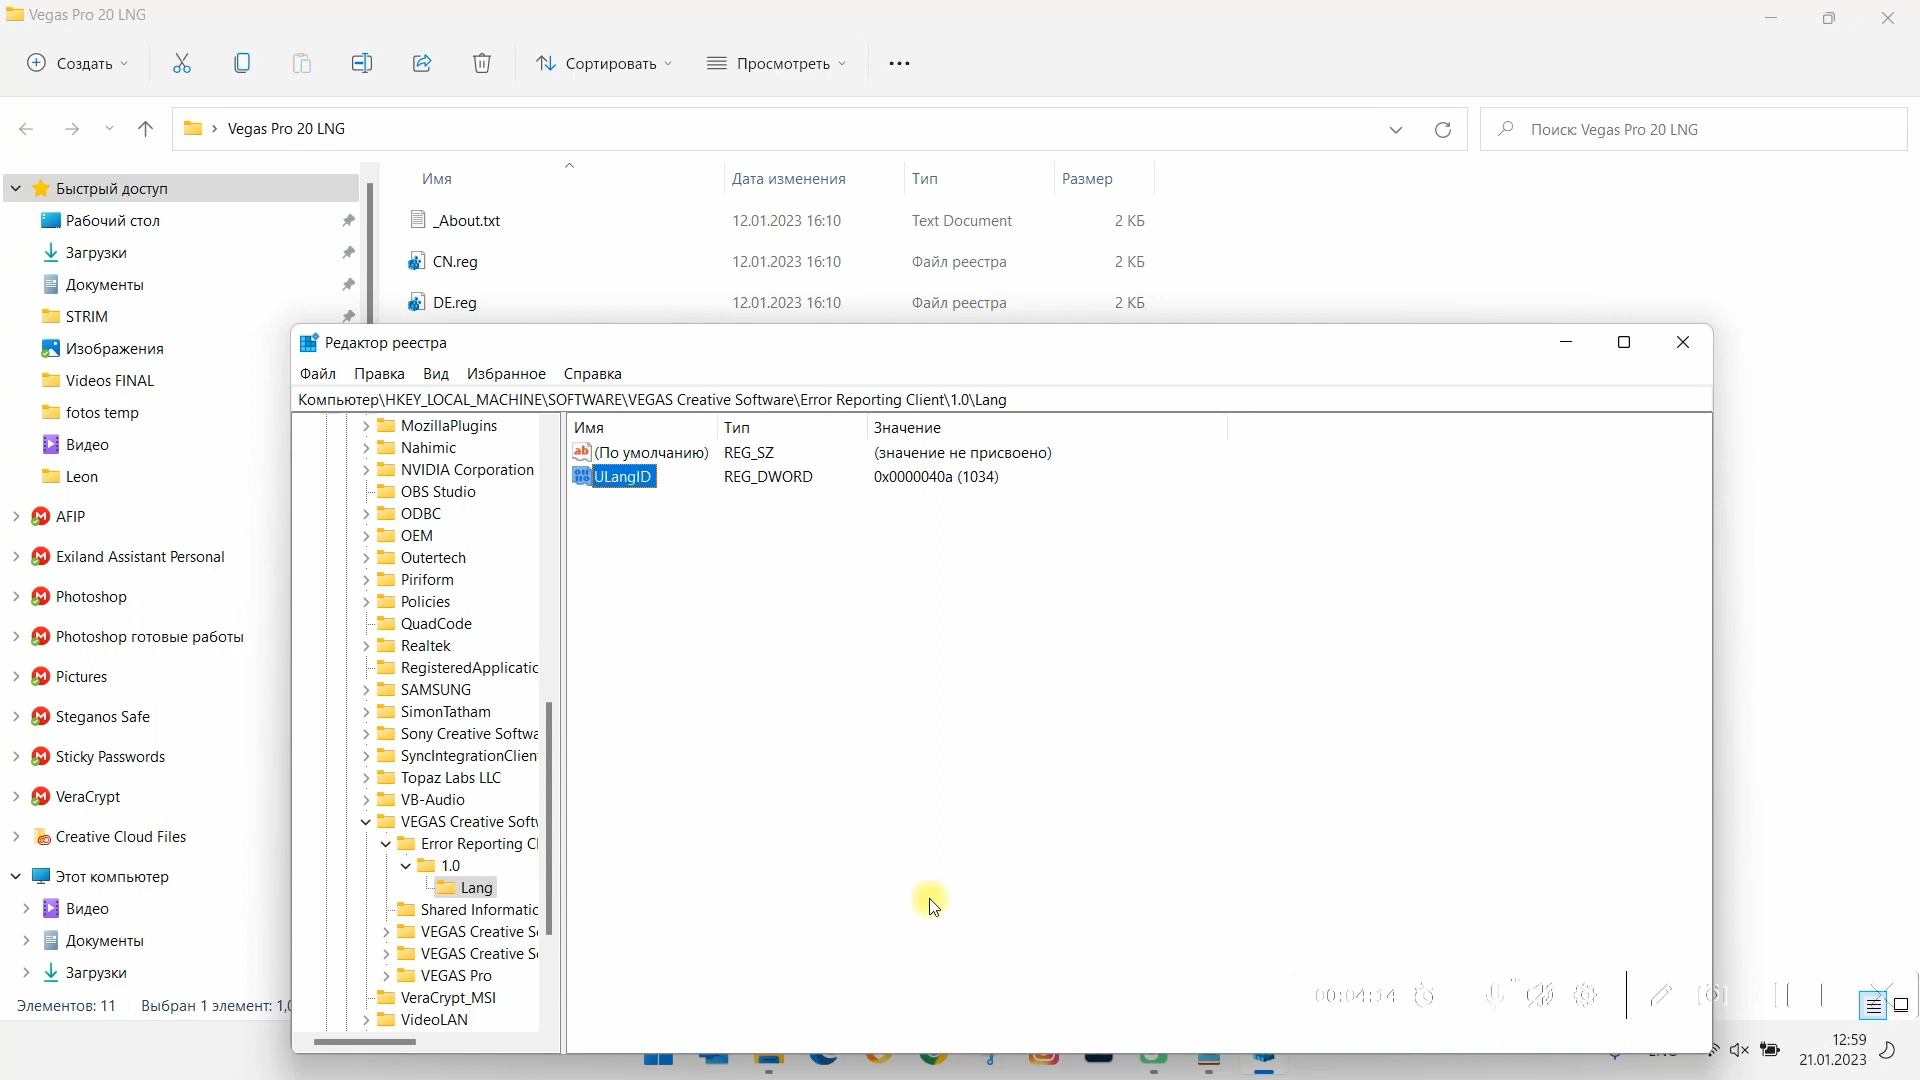 Vegas Pro 20 LNG
Создать
Сортировать
Просмотреть
Vegas Pro 20 LNG
Поиск: Vegas Pro 20 LNG
Быстрый доступ
Рабочий стол
Загрузки
Документы
STRIM
Изображения
Videos FINAL
fotos temp
Видео
Leon
AFIP
Exiland Assistant Personal
Photoshop
Photoshop готовые работы
Pictures
Steganos Safe
Sticky Passwords
VeraCrypt
Creative Cloud Files
Этот компьютер
Видео
Документы
Загрузки
Элементов: 11 Выбран 1 элемент: 1,0
Имя Дата изменения Тип Размер
_About.txt 12.01.2023 16:10 Text Document 2 КБ
CN.reg 12.01.2023 16:10 Файл реестра 2 КБ
DE.reg 12.01.2023 16:10 Файл реестра 2 КБ
Редактор реестра
Файл Правка Вид Избранное Справка
Компьютер\HKEY_LOCAL_MACHINE\SOFTWARE\VEGAS Creative Software\Error Reporting Client\1.0\Lang
MozillaPlugins
Nahimic
NVIDIA Corporation
OBS Studio
ODBC
OEM
Outertech
Piriform
Policies
QuadCode
Realtek
RegisteredApplicatic
SAMSUNG
SimonTatham
Sony Creative Softwa
SyncIntegrationClien
Topaz Labs LLC
VB-Audio
VEGAS Creative Softw
Error Reporting Cl
1.0
Lang
Shared Informatic
VEGAS Creative So
VEGAS Creative So
VEGAS Pro
VeraCrypt_MSI
VideoLAN
Имя Тип Значение
(По умолчанию) REG_SZ (значение не присвоено)
ULangID REG_DWORD 0x0000040a (1034)
00:04:14
12:59
21.01.2023